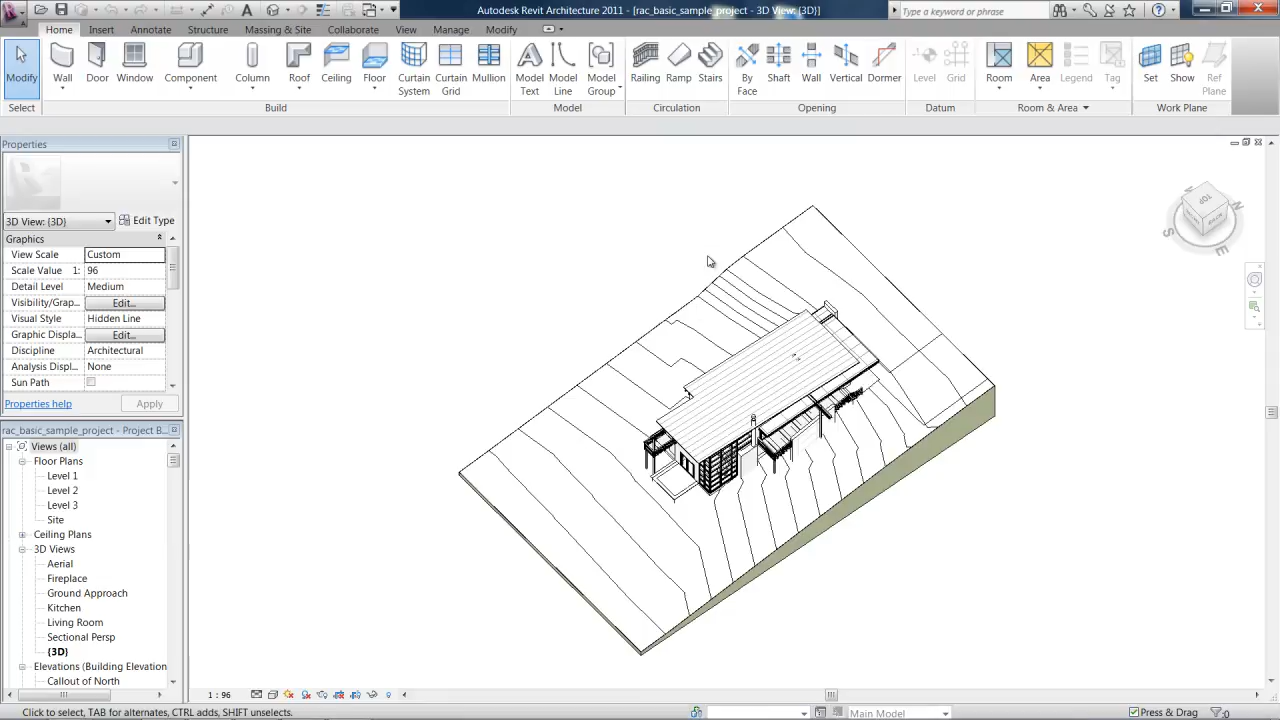 Autodesk Revit Architecture 2011 - [rac_basic_sample_project - 3D View: {3D}]
Type a keyword or phrase
Home Insert Annotate Structure Massing & Site Collaborate View Manage Modify
Modify Wall Door Window Component Column Roof Ceiling Floor Curtain System Curtain Grid Mullion Model Text Model Line Model Group Railing Ramp Stairs By Face Shaft Wall Vertical Dormer Level Grid Room Area Legend Tag Set Show Ref Plane
Select Build Model Circulation Opening Datum Room & Area Work Plane
Properties
3D View: {3D} Edit Type
Graphics
View Scale Custom
Scale Value 1: 96
Detail Level Medium
Visibility/Grap... Edit...
Visual Style Hidden Line
Graphic Displa... Edit...
Discipline Architectural
Analysis Displ... None
Sun Path
Properties help Apply
rac_basic_sample_project - Project B...
Views (all)
Floor Plans
Level 1
Level 2
Level 3
Site
Ceiling Plans
3D Views
Aerial
Fireplace
Ground Approach
Kitchen
Living Room
Sectional Persp
{3D}
Elevations (Building Elevation
Callout of North
TOP
S
E
N
1 : 96
Click to select, TAB for alternates, CTRL adds, SHIFT unselects.
Main Model
Press & Drag
:0